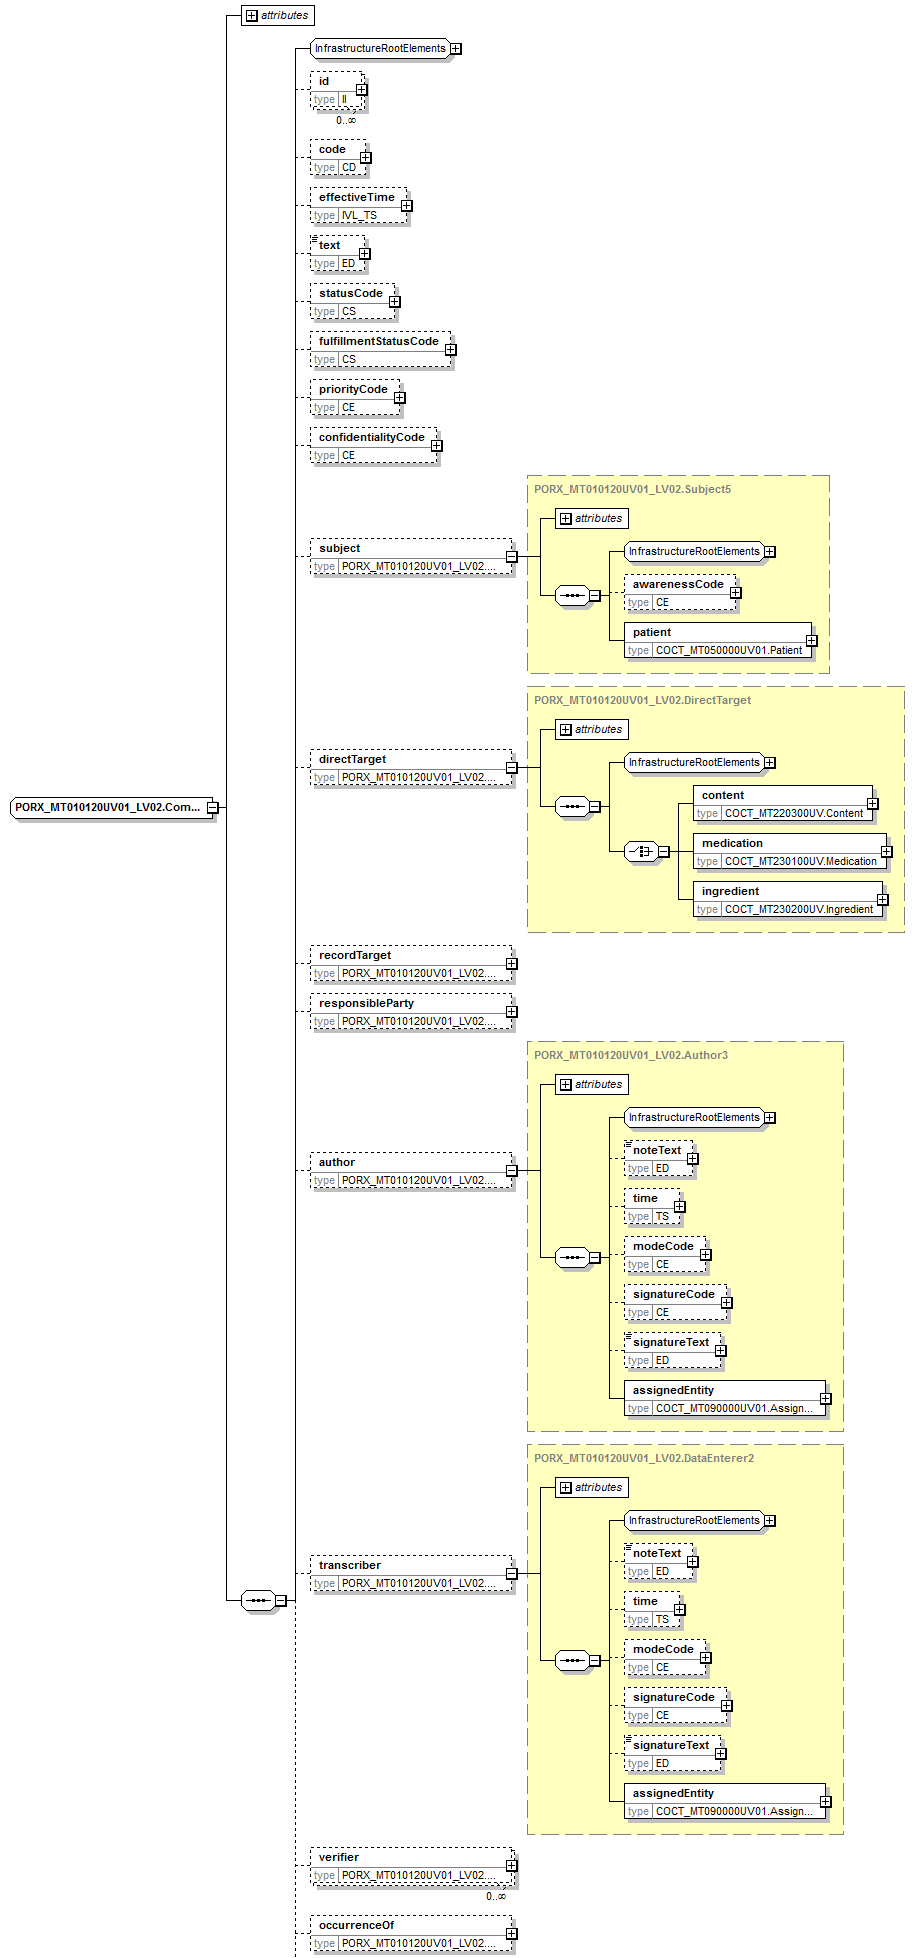 attributes
InfrastructureRootElements
id
type II
0..∞
code
type CD
effectiveTime
type IVL_TS
text
type ED
statusCode
type CS
fulfillmentStatusCode
type CS
priorityCode
type CE
confidentialityCode
type CE
PORX_MT010120UV01_LV02.Subject5
attributes
subject
type PORX_MT010120UV01_LV02....
InfrastructureRootElements
awarenessCode
type CE
patient
type COCT_MT050000UV01.Patient
PORX_MT010120UV01_LV02.DirectTarget
attributes
directTarget
type PORX_MT010120UV01_LV02....
InfrastructureRootElements
content
type COCT_MT220300UV.Content
PORX_MT010120UV01_LV02.Com...
medication
type COCT_MT230100UV.Medication
ingredient
type COCT_MT230200UV.Ingredient
recordTarget
type PORX_MT010120UV01_LV02....
responsibleParty
type PORX_MT010120UV01_LV02....
PORX_MT010120UV01_LV02.Author3
attributes
InfrastructureRootElements
author
type PORX_MT010120UV01_LV02....
noteText
type ED
time
type TS
modeCode
type CE
signatureCode
type CE
signatureText
type ED
assignedEntity
type COCT_MT090000UV01.Assign...
PORX_MT010120UV01_LV02.DataEnterer2
attributes
InfrastructureRootElements
transcriber
type PORX_MT010120UV01_LV02....
noteText
type ED
time
type TS
modeCode
type CE
signatureCode
type CE
signatureText
type ED
assignedEntity
type COCT_MT090000UV01.Assign...
verifier
type PORX_MT010120UV01_LV02....
0..∞
occurrenceOf
type PORX_MT010120UV01_LV02....